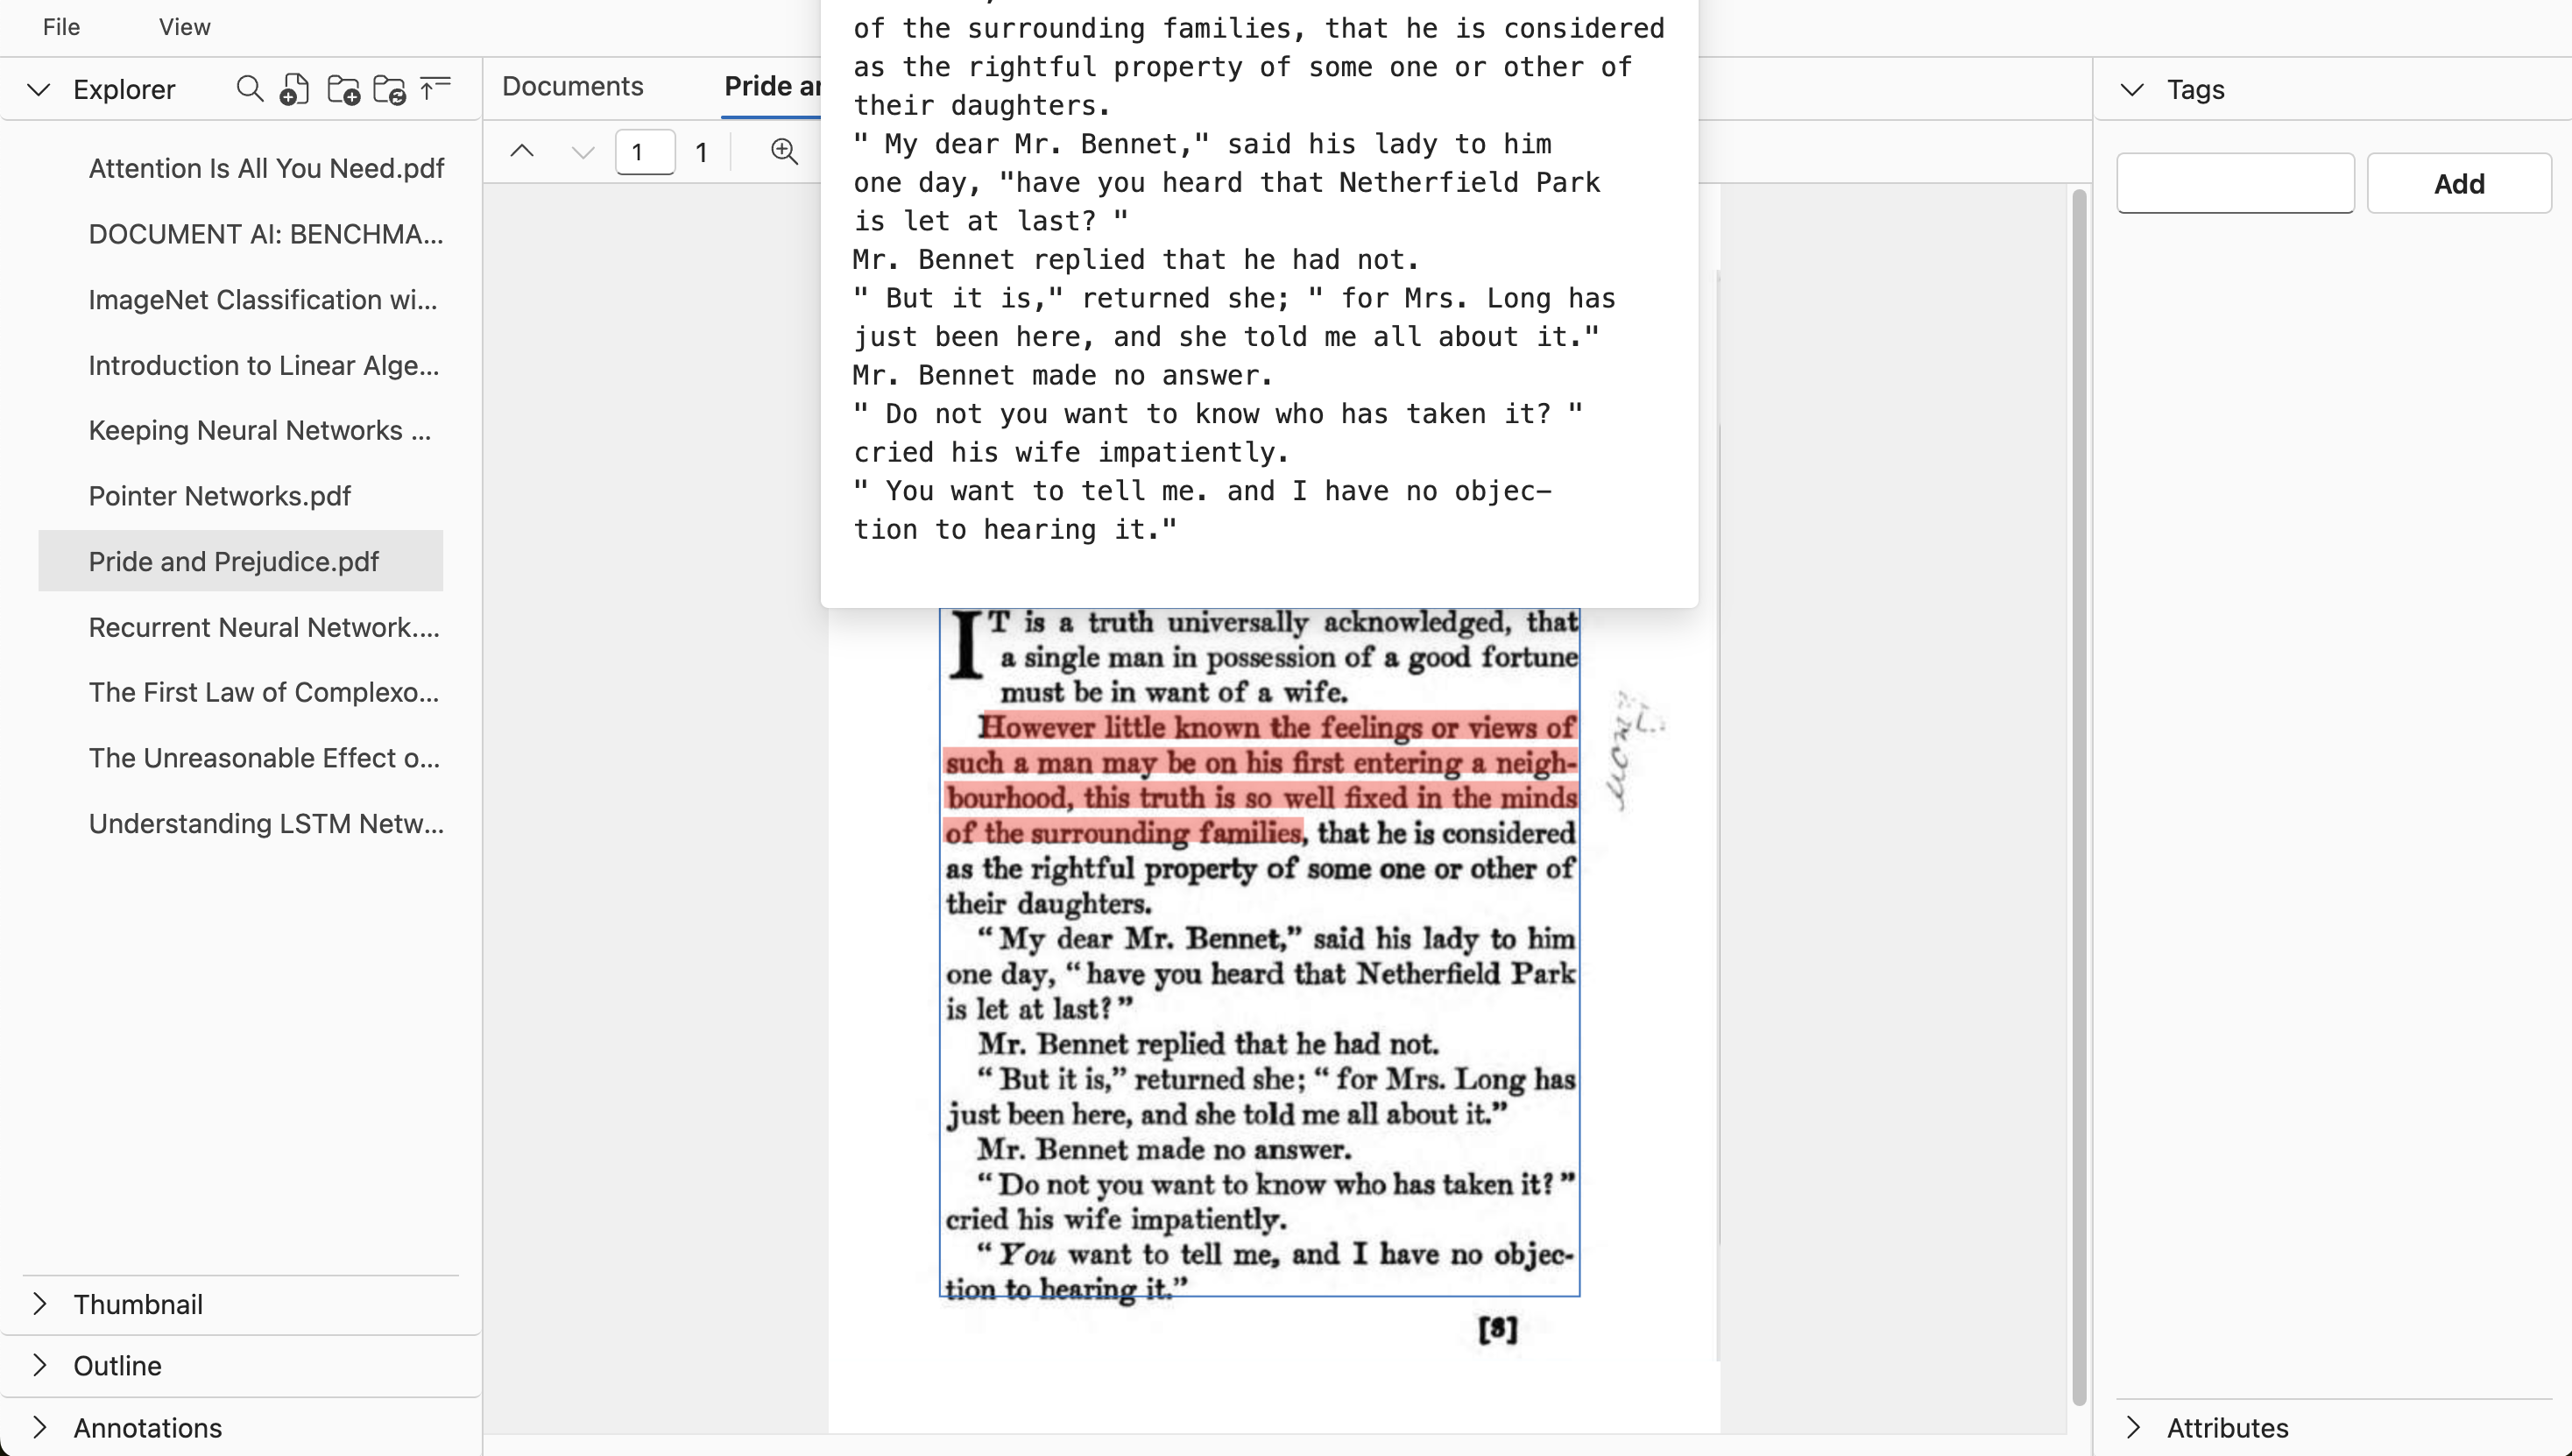 File
View
Explorer
Attention Is All You Need.pdf
DOCUMENT AI: BENCHMA...
ImageNet Classification wi...
Introduction to Linear Alge...
Keeping Neural Networks ...
Pointer Networks.pdf
Pride and Prejudice.pdf
Recurrent Neural Network....
The First Law of Complexo...
The Unreasonable Effect o...
Understanding LSTM Netw...
Thumbnail
Outline
Annotations
Documents
Pride
1 1
of the surrounding families, that he is considered
as the rightful property of some one or other of
their daughters.
" My dear Mr. Bennet," said his lady to him
one day, "have you heard that Netherfield Park
is let at last? "
Mr. Bennet replied that he had not.
" But it is," returned she; " for Mrs. Long has
just been here, and she told me all about it."
Mr. Bennet made no answer.
" Do not you want to know who has taken it? "
cried his wife impatiently.
" You want to tell me. and I have no objec–
tion to hearing it."
IT is a truth universally acknowledged, that
a single man in possession of a good fortune
must be in want of a wife.
However little known the feelings or views of
such a man may be on his first entering a neigh-
bourhood, this truth is so well fixed in the minds
of the surrounding families, that he is considered
as the rightful property of some one or other of
their daughters.
“My dear Mr. Bennet,” said his lady to him
one day, “have you heard that Netherfield Park
is let at last?”
Mr. Bennet replied that he had not.
“But it is,” returned she; “for Mrs. Long has
just been here, and she told me all about it.”
Mr. Bennet made no answer.
“Do not you want to know who has taken it?”
cried his wife impatiently.
“You want to tell me, and I have no objec-
tion to hearing it.”
Tags
Add
Attributes